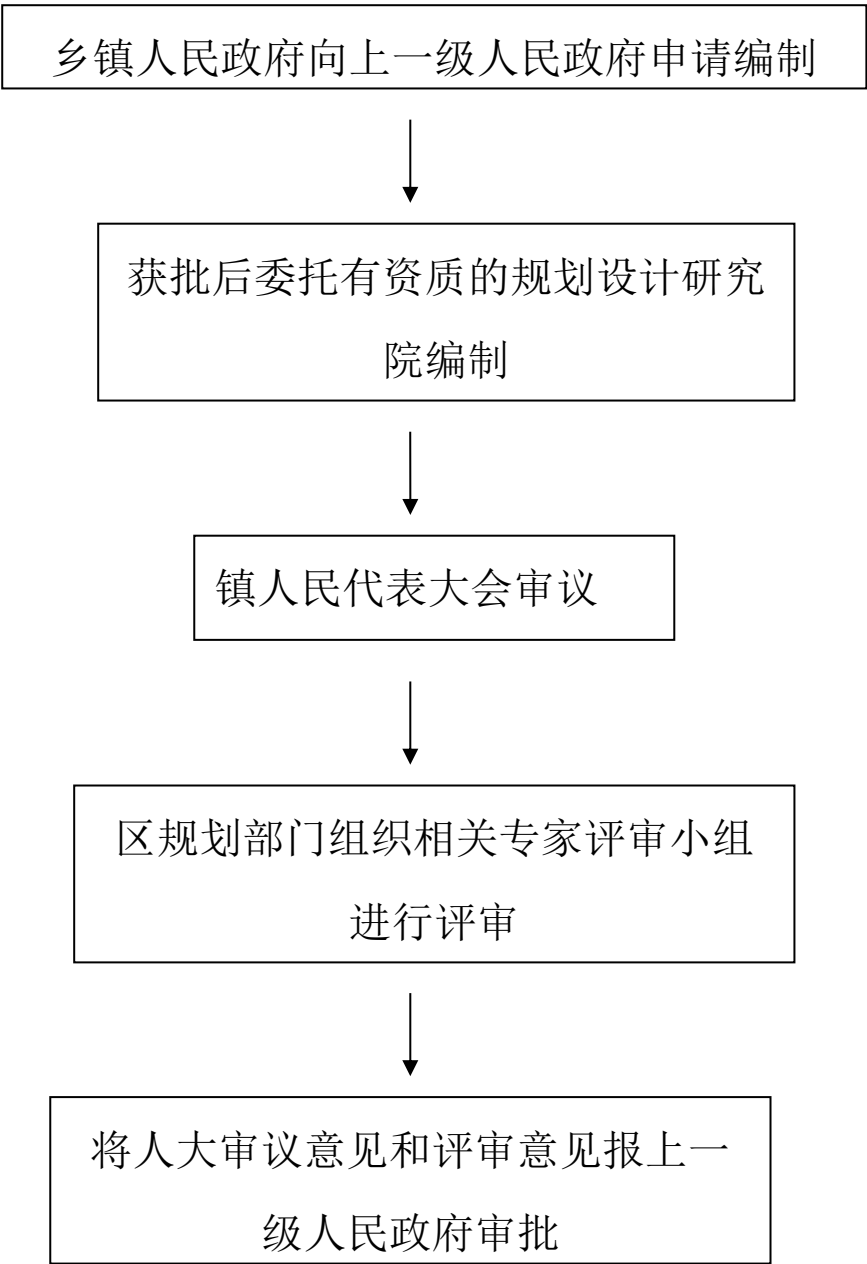 乡镇人民政府向上一级人民政府申请编制
获批后委托有资质的规划设计研究
院编制
镇人民代表大会审议
区规划部门组织相关专家评审小组
进行评审
将人大审议意见和评审意见报上一
级人民政府审批